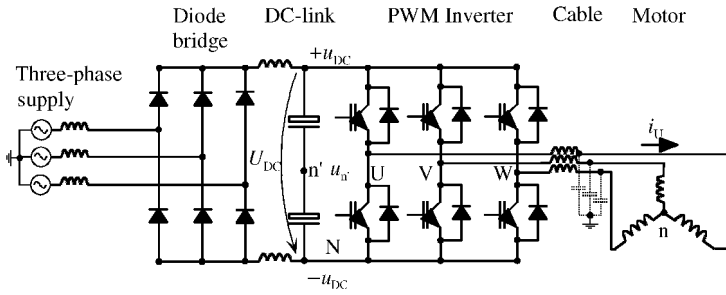 Diode bridge
DC-link
PWM Inverter
Cable
Motor
Three-phase supply
+u_DC
U_DC
n' u_n'
U
V
W
i_U
N
n
−u_DC